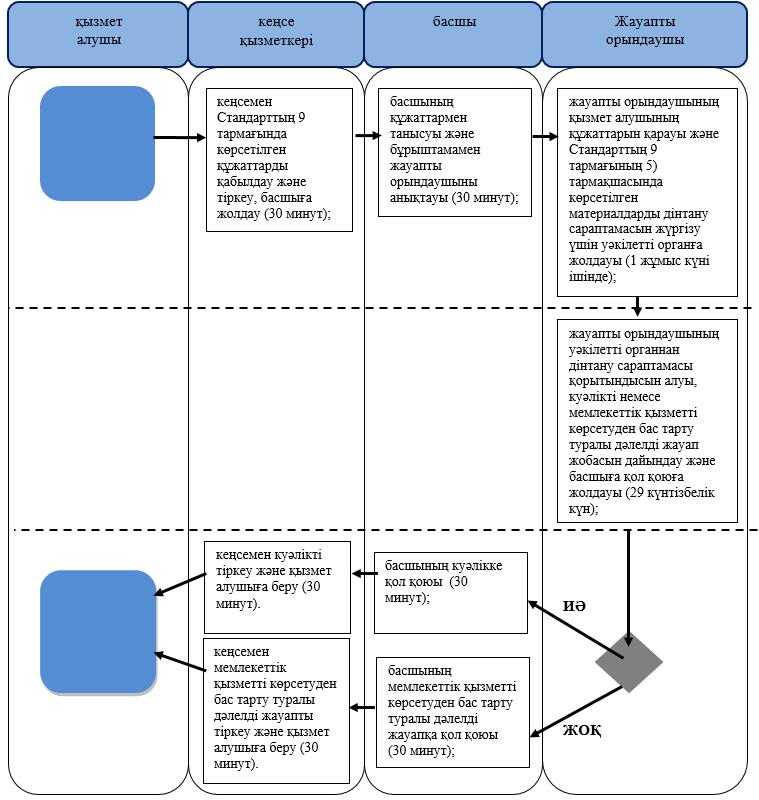 қызмет
алушы
кеңсе
қызметкері
басшы
Жауапты
орындаушы
кеңсемен
Стандарттың 9
тармағында
көрсетілген
құжаттарды
қабылдау және
тіркеу, басшыға
жолдау (30 минут);
басшының
құжаттармен
танысуы және
бұрыштамамен
жауапты
орындаушыны
анықтауы (30 минут);
жауапты орындаушының
қызмет алушының
құжаттарын қарауы және
Стандарттың 9
тармағының 5)
тармақшасында
көрсетілген
материалдарды дінтану
сараптамасын жүргізу
үшін уәкілетті органға
жолдауы (1 жұмыс күні
ішінде);
жауапты орындаушының
уәкілетті органнан
дінтану сараптамасы
қорытындысын алуы,
куәлікті немесе
мемлекеттік қызметті
көрсетуден бас тарту
туралы дәлелді жауап
жобасын дайындау және
басшыға қол қоюға
жолдауы (29 күнтізбелік
күн);
кеңсемен куәлікті
тіркеу және қызмет
алушыға беру (30
минут).
басшының куәлікке
қол қоюы (30
минут);
ИӘ
кеңсемен
мемлекеттік
қызметті көрсетуден
бас тарту туралы
дәлелді жауапты
тіркеу және қызмет
алушыға беру (30
минут).
басшының
мемлекеттік қызметті
көрсетуден бас тарту
туралы дәлелді
жауапқа қол қоюы
(30 минут);
ЖОҚ